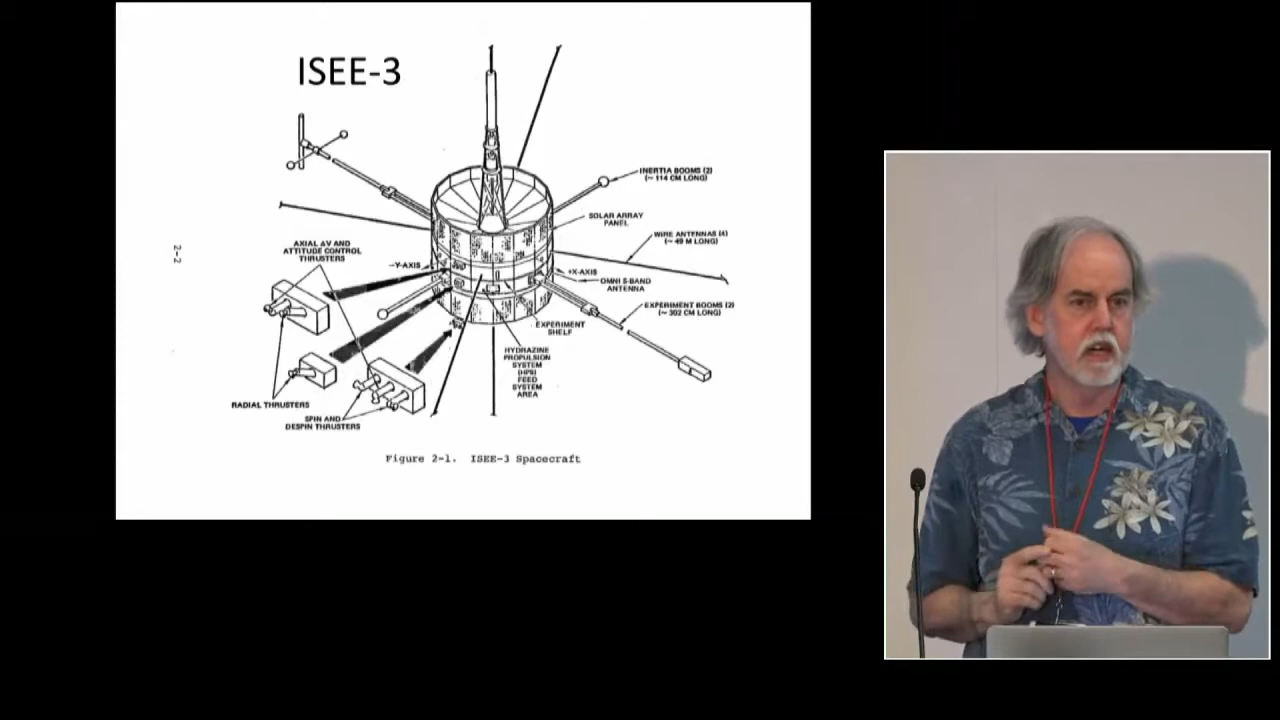 ISEE-3
INERTIA BOOMS (2)
(~ 114 CM LONG)
SOLAR ARRAY
PANEL
WIRE ANTENNAS (4)
(~ 49 M LONG)
AXIAL ΔV AND
ATTITUDE CONTROL
THRUSTERS
2-2
–Y-AXIS
+X-AXIS
OMNI S-BAND
ANTENNA
EXPERIMENT BOOMS (2)
(~ 302 CM LONG)
EXPERIMENT
SHELF
HYDRAZINE
PROPULSION
SYSTEM
(HPS)
FEED
SYSTEM
AREA
RADIAL THRUSTERS
SPIN AND
DESPIN THRUSTERS
Figure 2-1. ISEE-3 Spacecraft